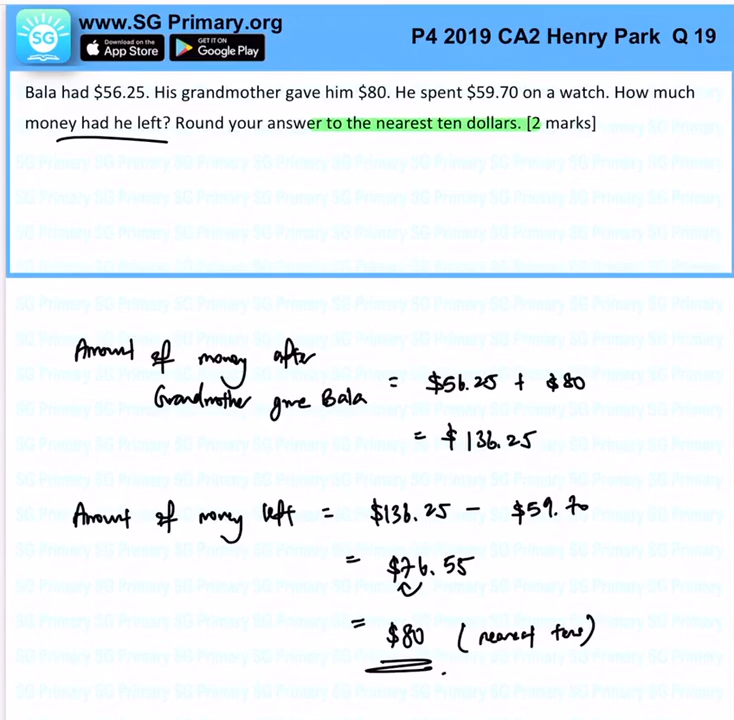 www.SG Primary.org
SG
Download on the App Store
GET IT ON Google Play
P4 2019 CA2 Henry Park Q 19
Bala had $56.25. His grandmother gave him $80. He spent $59.70 on a watch. How much
money had he left? Round your answer to the nearest ten dollars. [2 marks]
Amount of money after
Grandmother give Bala = $56.25 + $80
= $136.25
Amount of money left = $136.25 - $59.70
= $76.55
= $80 (nearest tens)